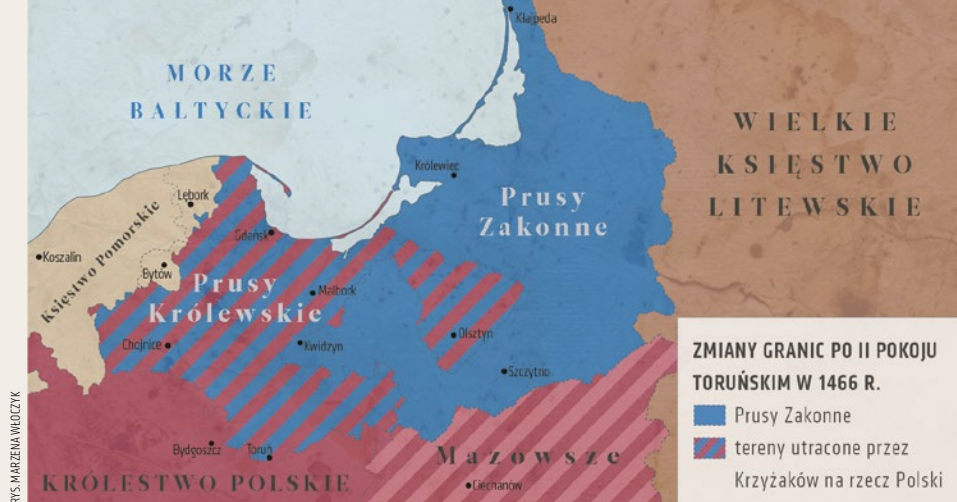 MORZE
BAŁTYCKIE
Kłajpeda
WIELKIE
KSIĘSTWO
LITEWSKIE
Królewiec
Prusy
Zakonne
Lębork
Gdańsk
Koszalin
Księstwo Pomorskie
Bytów
Prusy
Królewskie
Malbork
Chojnice
Kwidzyn
Olsztyn
Szczytno
Bydgoszcz
Toruń
Mazowsze
Ciechanów
KRÓLESTWO POLSKIE
ZMIANY GRANIC PO II POKOJU
TORUŃSKIM W 1466 R.
Prusy Zakonne
tereny utracone przez
Krzyżaków na rzecz Polski
RYS. MARZENA WŁOCZYK